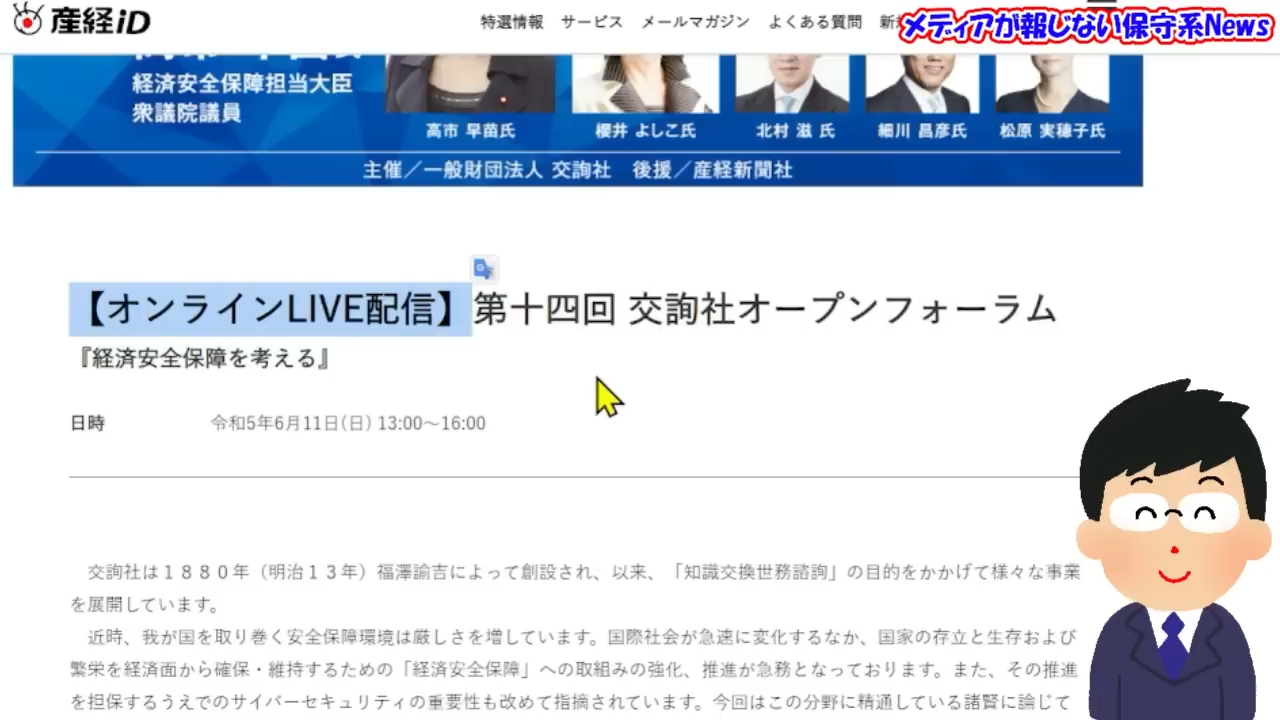 産経iD
特選情報 サービス メールマガジン よくある質問
メディアが報じない保守系News
経済安全保障担当大臣
衆議院議員
高市 早苗氏 櫻井 よしこ氏 北村 滋 氏 細川 昌彦氏 松原 実穂子氏
主催／一般財団法人 交詢社 後援／産経新聞社
【オンラインLIVE配信】第十四回 交詢社オープンフォーラム
『経済安全保障を考える』
日時 令和5年6月11日(日) 13:00～16:00
交詢社は１８８０年（明治１３年）福澤諭吉によって創設され、以来、「知識交換世務諮詢」の目的をかかげて様々な事業
を展開しています。
近時、我が国を取り巻く安全保障環境は厳しさを増しています。国際社会が急速に変化するなか、国家の存立と生存および
繁栄を経済面から確保・維持するための「経済安全保障」への取組みの強化、推進が急務となっております。また、その推進
を担保するうえでのサイバーセキュリティの重要性も改めて指摘されています。今回はこの分野に精通している諸賢に論じて